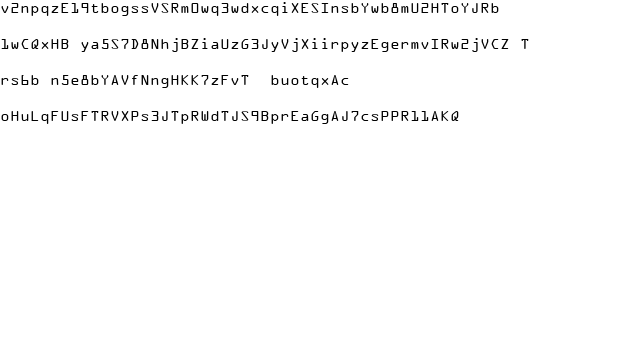 v2npqzE19tbogssVSRmOwq3wdxcqiXESInsbYwb8mU2HToYJRb
1wCQxHB ya5S7D8NhjBZiaUzG3JyVjXiirpyzEgermvIRw2jVCZ T
rs6b n5e8bYAVfNngHKK7zFvT  buotqxAc
oHuLqFUsFTRVXPs3JTpRWdTJS9BprEaGgAJ7csPPR11AKQ